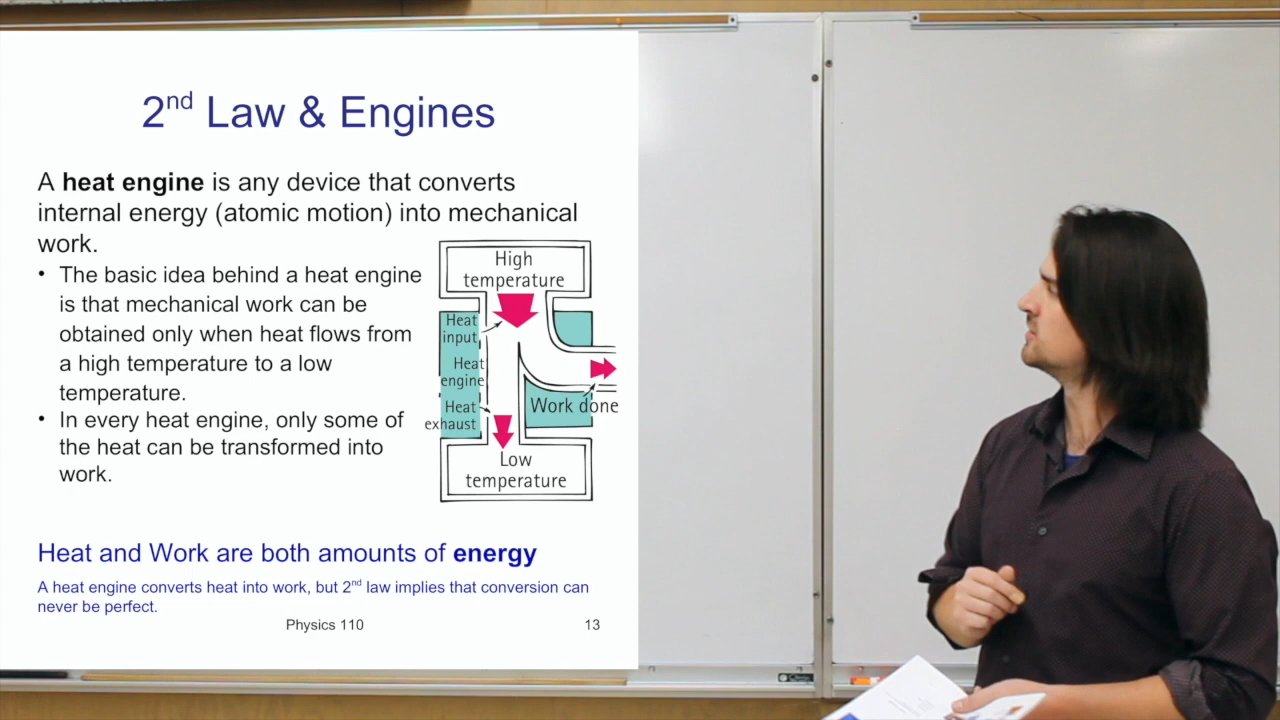 2nd Law & Engines
A heat engine is any device that converts
internal energy (atomic motion) into mechanical
work.
• The basic idea behind a heat engine
is that mechanical work can be
obtained only when heat flows from
a high temperature to a low
temperature.
• In every heat engine, only some of
the heat can be transformed into
work.
High
temperature
Heat
input
Heat
engine
Heat
exhaust
Work done
Low
temperature
Heat and Work are both amounts of energy
A heat engine converts heat into work, but 2nd law implies that conversion can
never be perfect.
Physics 110
13